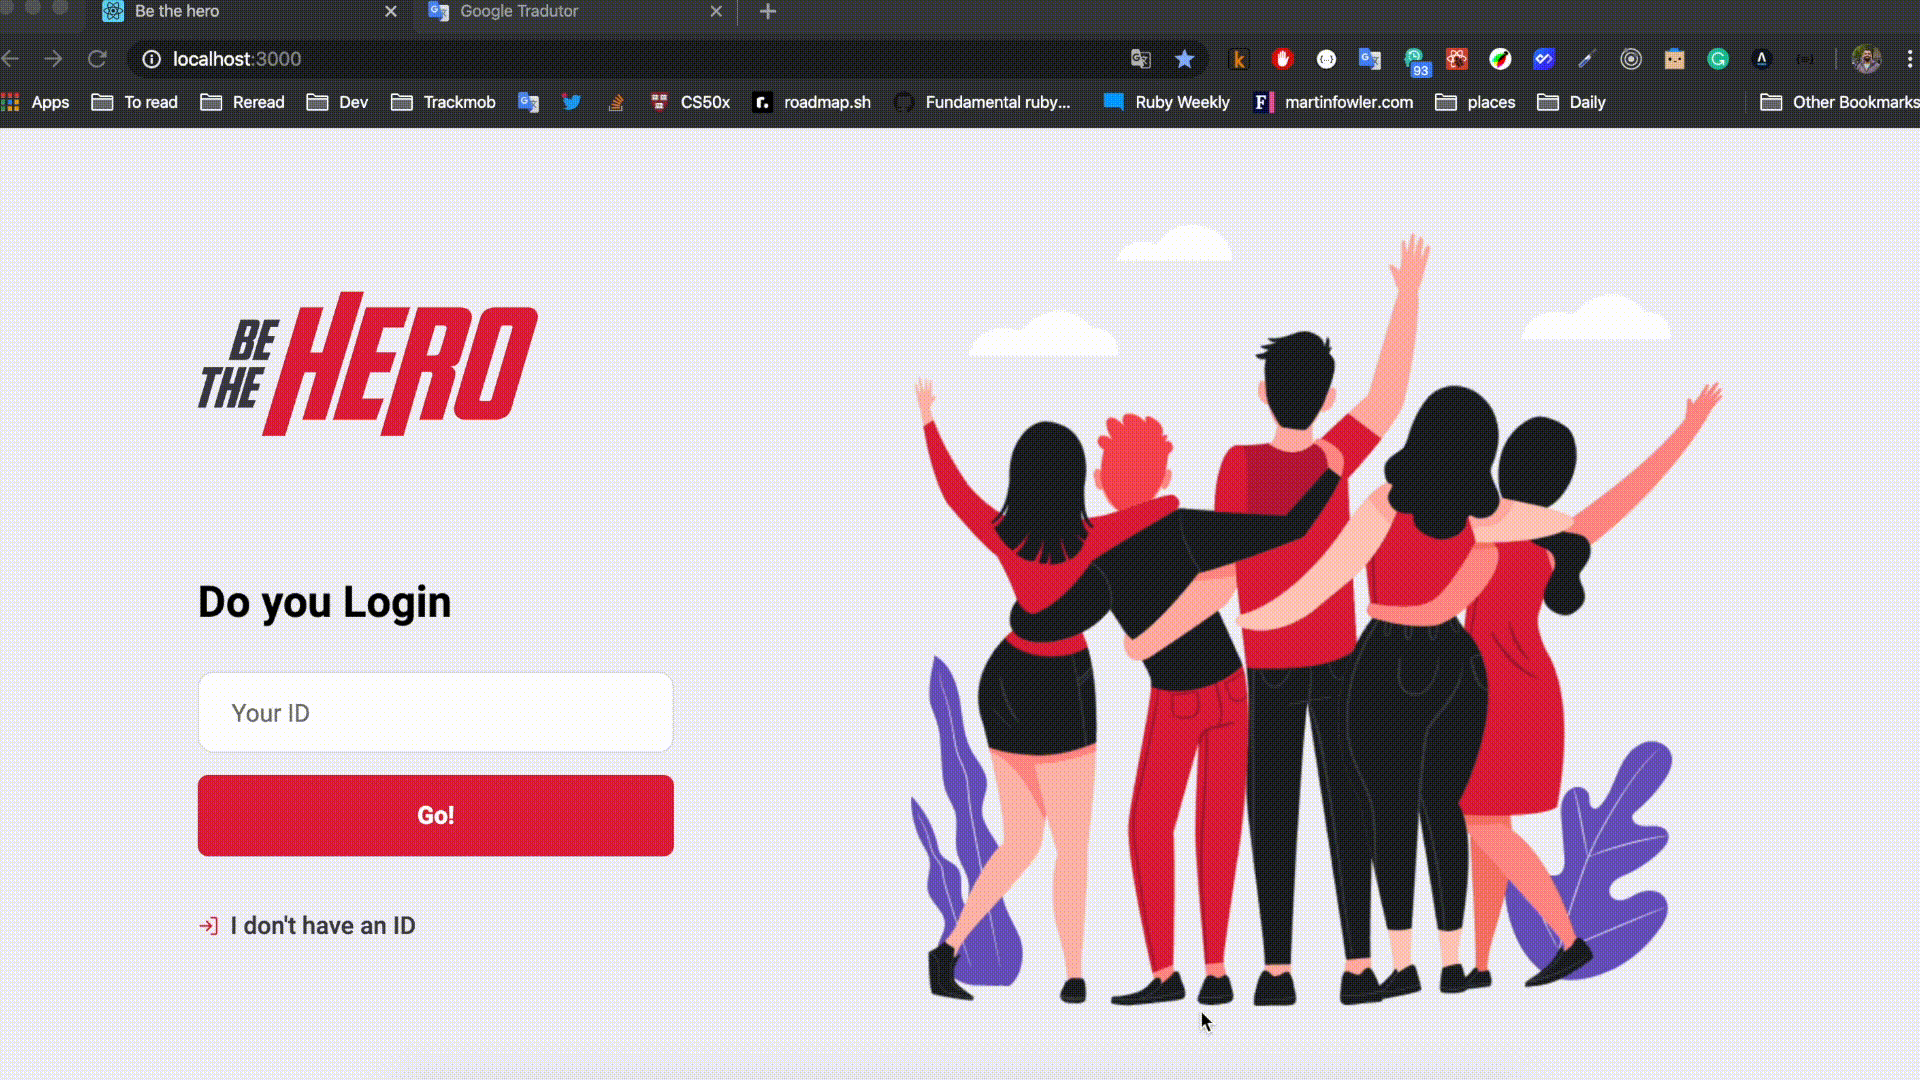 Be the hero
Google Tradutor
localhost:3000
93
Apps To read Reread Dev Trackmob CS50x roadmap.sh Fundamental ruby... Ruby Weekly martinfowler.com places Daily Other Bookmarks
BE THE HERO
Do you Login
Your ID
Go!
I don't have an ID